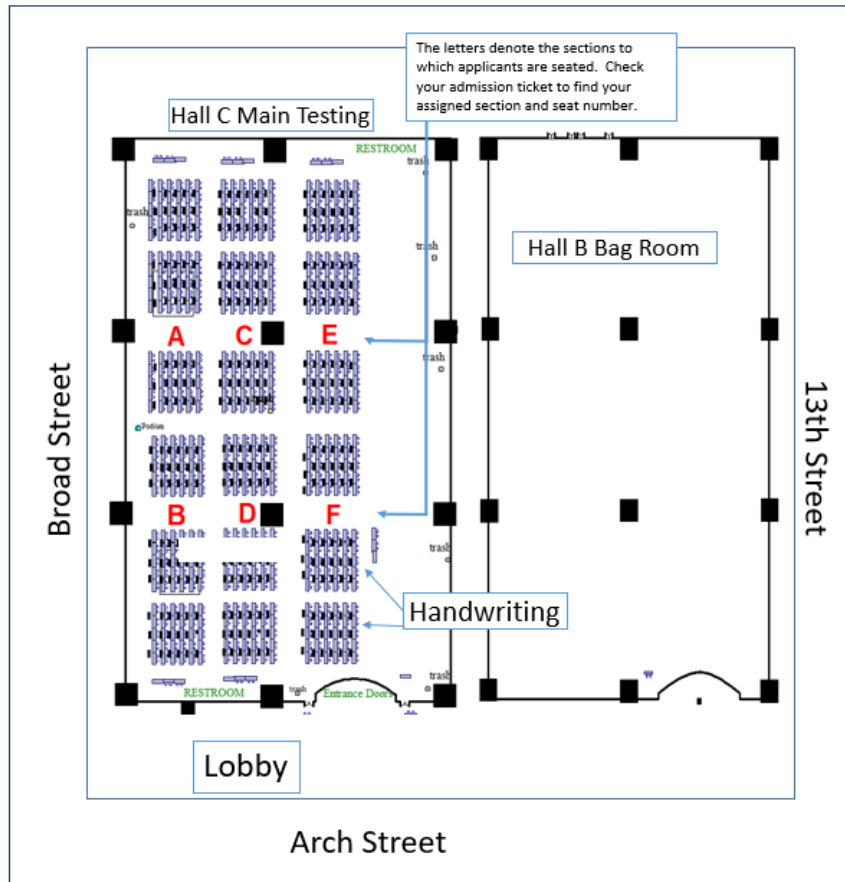 The letters denote the sections to
which applicants are seated. Check
your admission ticket to find your
assigned section and seat number.
Hall C Main Testing
RESTROOM
trash
trash
Hall B Bag Room
trash
A
C
E
trash
trash
Podium
Broad Street
13th Street
B
D
F
trash
Handwriting
RESTROOM
trash
Entrance Doors
trash
Lobby
Arch Street